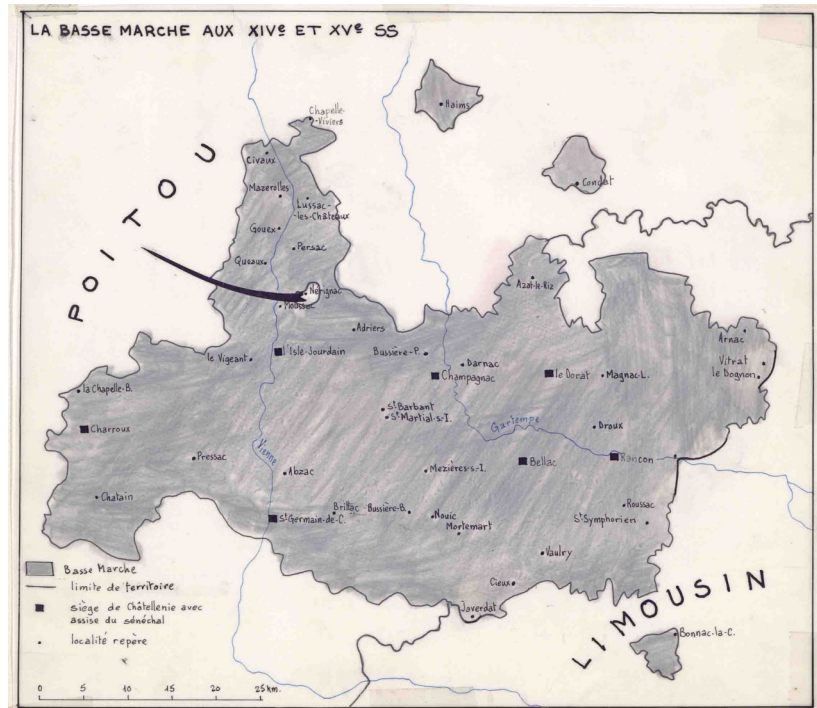 LA BASSE MARCHE AUX XIVe ET XVe SS
Haims
Chapelle
-Viviers
Civaux
Condat
POITOU
Mazerolles
Lussac-
-les-Châteaux
Gouex
Persac
Queaux
Azat-le-Riz
Nérignac
Moussac
Adriers
Arnac
l'Isle-Jourdain
le Vigeant
Bussière-P.
Darnac
Vitrat
le Dognon
Champagnac
le Dorat
Magnac-L.
la Chapelle-B.
St Barbant
St Martial-s-I.
Gartempe
Droux
Charroux
Vienne
Pressac
Abzac
Mezières-s-I.
Bellac
Rancon
Chatain
Brillac
Bussière-B.
Nouic
Roussac
St Germain-de-C.
Mortemart
St Symphorien
Vaulry
Cieux
Javerdat
LIMOUSIN
Bonnac-la-C.
Basse Marche
limite de territoire
siège de Châtellenie avec
assise du sénéchal
localité repère
0 5 10 15 20 25 km.